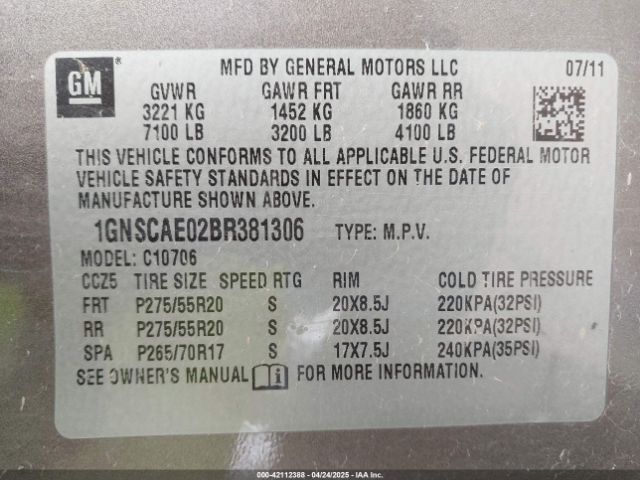 GM
MFD BY GENERAL MOTORS LLC 07/11
GVWR GAWR FRT GAWR RR
3221 KG 1452 KG 1860 KG
7100 LB 3200 LB 4100 LB
THIS VEHICLE CONFORMS TO ALL APPLICABLE U.S. FEDERAL MOTOR
VEHICLE SAFETY STANDARDS IN EFFECT ON THE DATE OF
MANUFACTURE SHOWN ABOVE.
1GNSCAE02BR381306 TYPE: M.P.V.
MODEL: C10706
CCZ5 TIRE SIZE SPEED RTG RIM COLD TIRE PRESSURE
FRT P275/55R20 S 20X8.5J 220KPA(32PSI)
RR P275/55R20 S 20X8.5J 220KPA(32PSI)
SPA P265/70R17 S 17X7.5J 240KPA(35PSI)
SEE OWNER'S MANUAL FOR MORE INFORMATION.
000-42112388 - 04/24/2025 - IAA Inc.